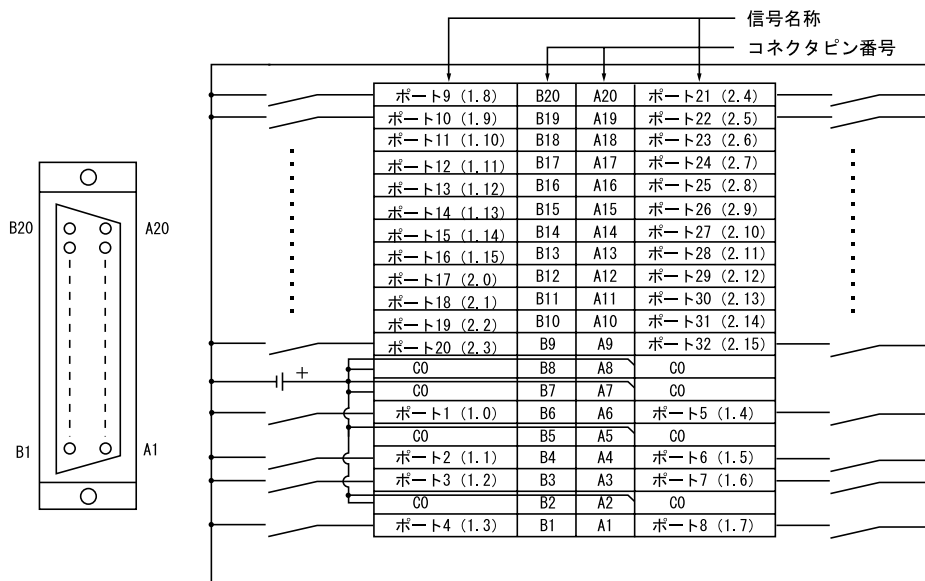 信号名称
コネクタピン番号
ポート9 (1.8) B20 A20 ポート21 (2.4)
ポート10 (1.9) B19 A19 ポート22 (2.5)
ポート11 (1.10) B18 A18 ポート23 (2.6)
ポート12 (1.11) B17 A17 ポート24 (2.7)
ポート13 (1.12) B16 A16 ポート25 (2.8)
ポート14 (1.13) B15 A15 ポート26 (2.9)
ポート15 (1.14) B14 A14 ポート27 (2.10)
ポート16 (1.15) B13 A13 ポート28 (2.11)
ポート17 (2.0) B12 A12 ポート29 (2.12)
ポート18 (2.1) B11 A11 ポート30 (2.13)
ポート19 (2.2) B10 A10 ポート31 (2.14)
ポート20 (2.3) B9 A9 ポート32 (2.15)
C0 B8 A8 C0
+
C0 B7 A7 C0
ポート1 (1.0) B6 A6 ポート5 (1.4)
C0 B5 A5 C0
ポート2 (1.1) B4 A4 ポート6 (1.5)
ポート3 (1.2) B3 A3 ポート7 (1.6)
C0 B2 A2 C0
ポート4 (1.3) B1 A1 ポート8 (1.7)
B20 A20
B1 A1